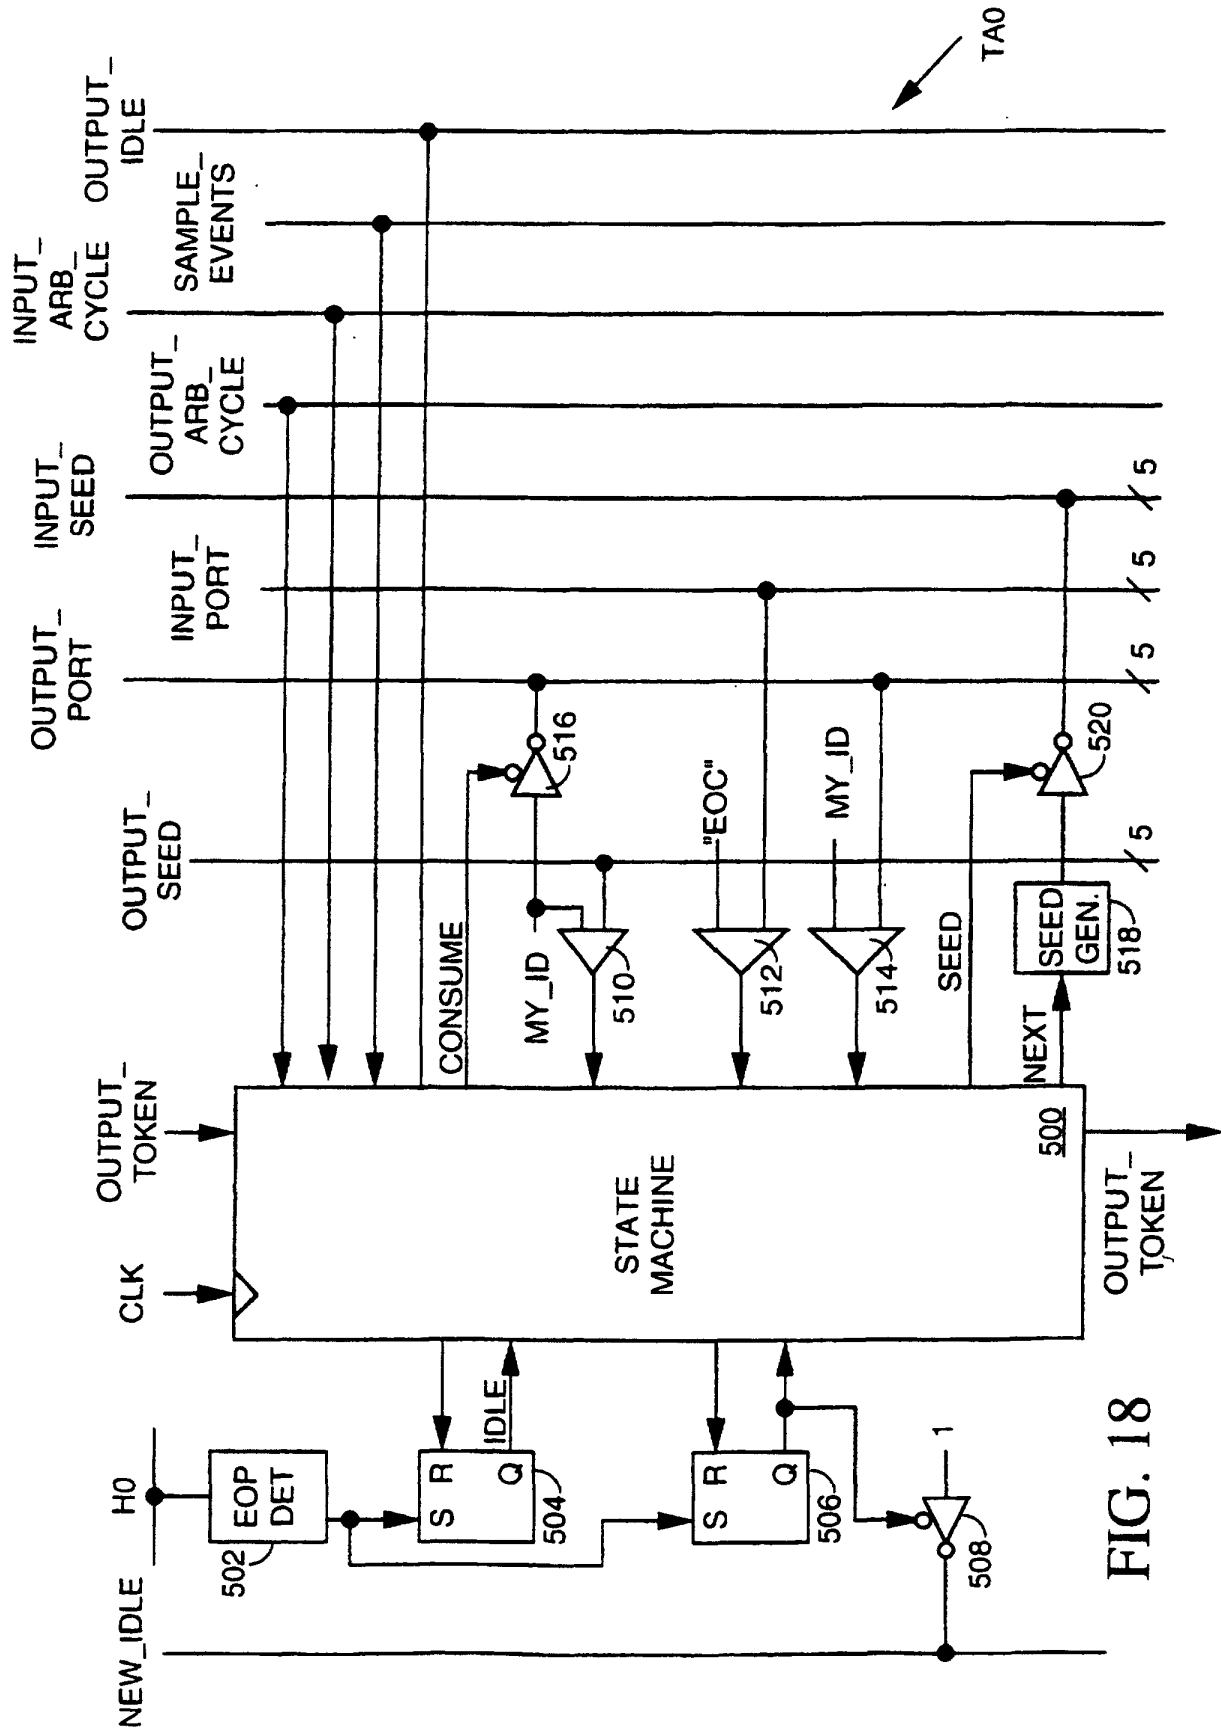 OUTPUT_
IDLE
SAMPLE_
EVENTS
INPUT_
ARB_
CYCLE
OUTPUT_
ARB_
CYCLE
INPUT_
SEED
INPUT_
PORT
OUTPUT_
PORT
OUTPUT_
SEED
TA0
5
5
5
5
516
CONSUME
MY_ID
510
"EOC"
512
MY_ID
514
SEED
520
SEED
GEN.
518
NEXT
OUTPUT_
TOKEN
CLK
STATE
MACHINE
500
OUTPUT_
TOKEN
H0
EOP
DET
502
S
R
Q
IDLE
504
S
R
Q
506
1
508
NEW_IDLE
FIG. 18